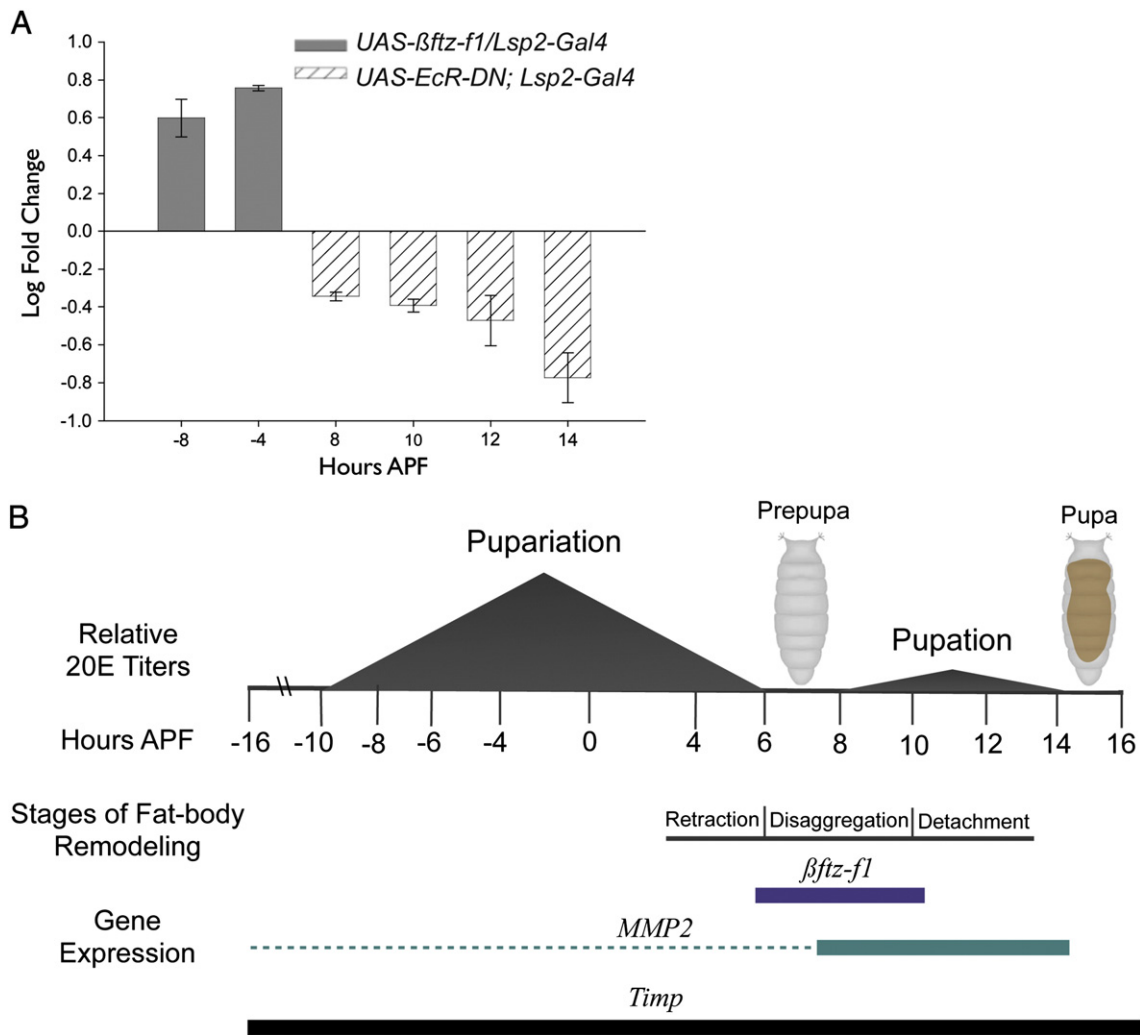 A
UAS-ßftz-f1/Lsp2-Gal4
UAS-EcR-DN; Lsp2-Gal4
Log Fold Change
1.0
0.8
0.6
0.4
0.2
0.0
-0.2
-0.4
-0.6
-0.8
-1.0
-8 -4 8 10 12 14
Hours APF
B
Prepupa Pupa
Pupariation
Pupation
Relative
20E Titers
Hours APF -16 -10 -8 -6 -4 0 4 6 8 10 12 14 16
Stages of Fat-body
Remodeling
Retraction Disaggregation Detachment
ßftz-f1
Gene
Expression
MMP2
Timp